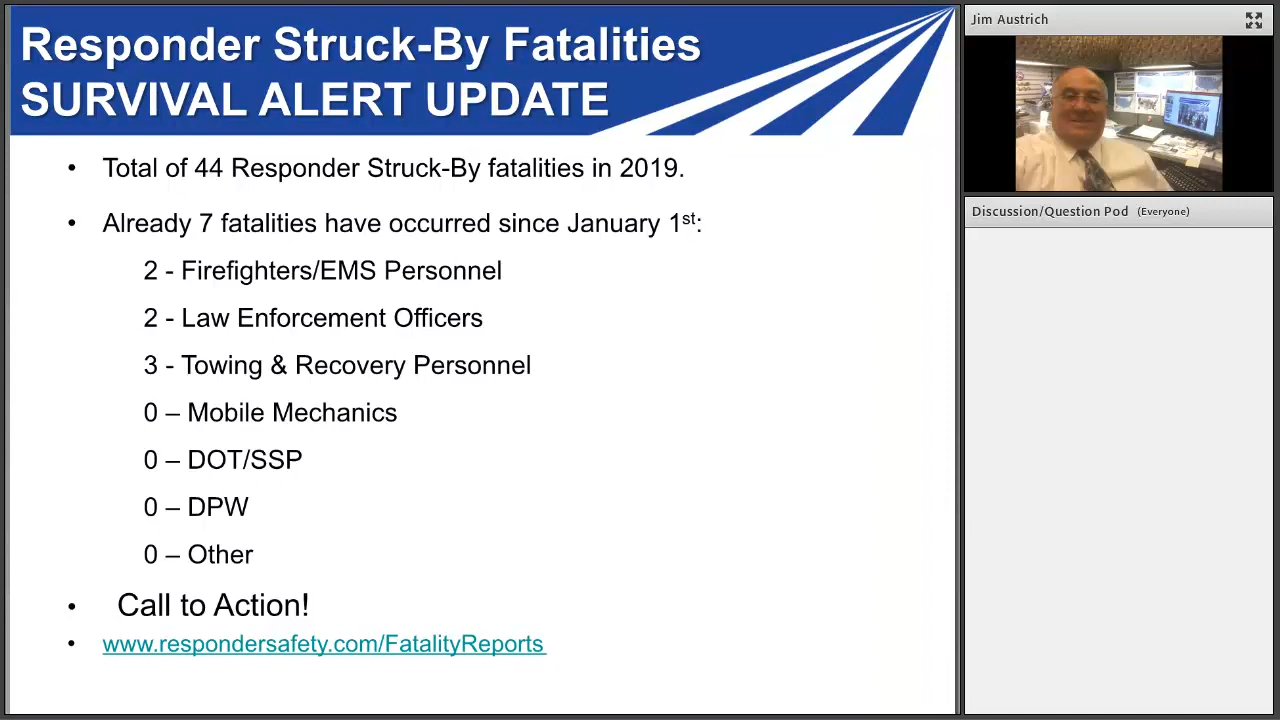 Responder Struck-By Fatalities
SURVIVAL ALERT UPDATE
• Total of 44 Responder Struck-By fatalities in 2019.
• Already 7 fatalities have occurred since January 1st:
2 - Firefighters/EMS Personnel
2 - Law Enforcement Officers
3 - Towing & Recovery Personnel
0 – Mobile Mechanics
0 – DOT/SSP
0 – DPW
0 – Other
• Call to Action!
• www.respondersafety.com/FatalityReports
Jim Austrich
Discussion/Question Pod (Everyone)